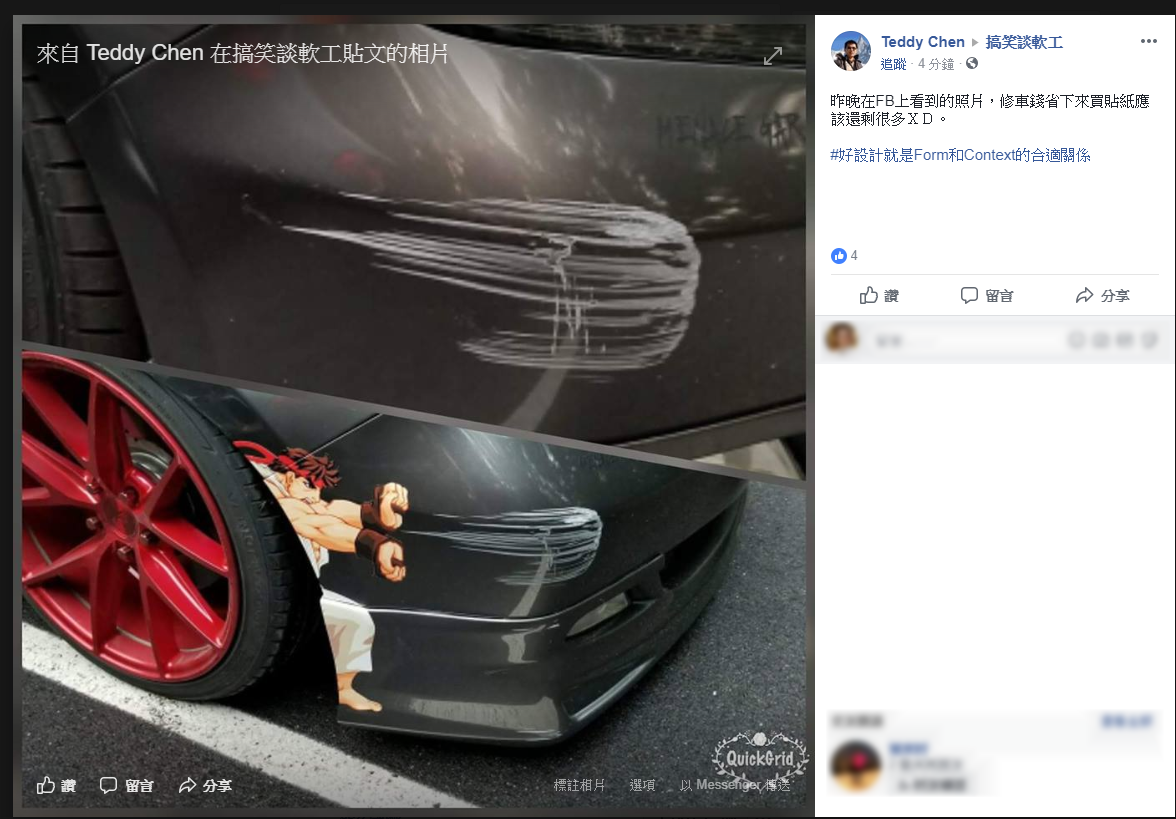 來自 Teddy Chen 在搞笑談軟工貼文的相片
讚 留言 分享
標註相片 選項 以 Messenger 傳送
QuickGrid
Teddy Chen ▸ 搞笑談軟工
追蹤 · 4 分鐘 ·
昨晚在FB上看到的照片，修車錢省下來買貼紙應
該還剩很多ＸＤ。
#好設計就是Form和Context的合適關係
4
讚 留言 分享